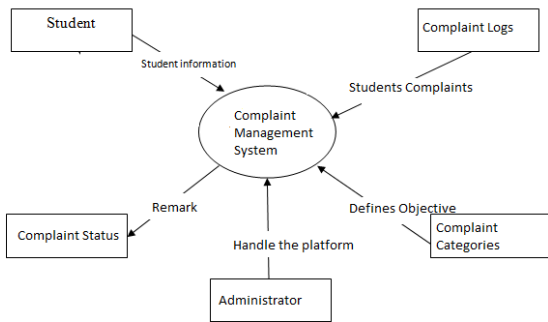 Student
Complaint Logs
Student information
Students Complaints
Complaint
Management
System
Remark
Defines Objective
Complaint Status
Handle the platform
Complaint
Categories
Administrator